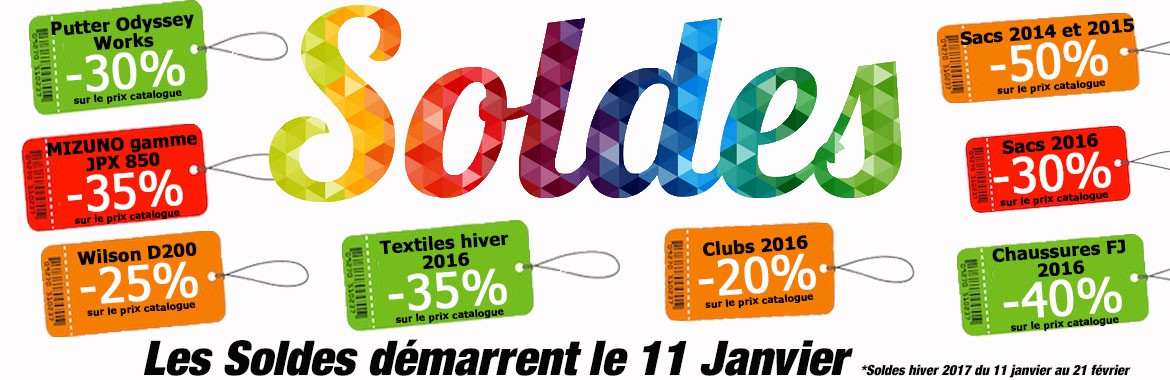 Soldes
Putter Odyssey
Works
-30%
sur le prix catalogue
MIZUNO gamme
JPX 850
-35%
sur le prix catalogue
Wilson D200
-25%
sur le prix catalogue
Textiles hiver
2016
-35%
sur le prix catalogue
Clubs 2016
-20%
sur le prix catalogue
Sacs 2014 et 2015
-50%
sur le prix catalogue
Sacs 2016
-30%
sur le prix catalogue
Chaussures FJ
2016
-40%
sur le prix catalogue
Les Soldes démarrent le 11 Janvier
*Soldes hiver 2017 du 11 janvier au 21 février